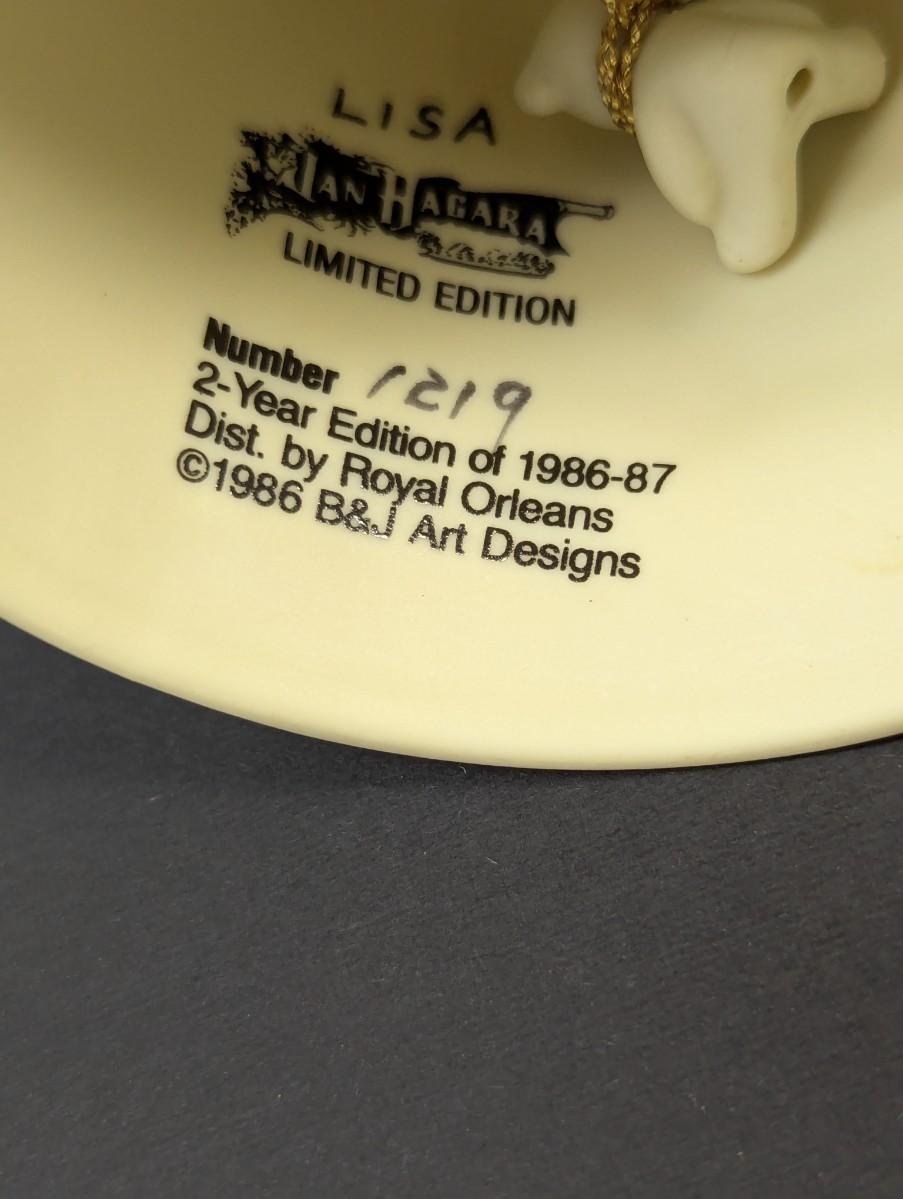 LISA
JAN HAGARA
LIMITED EDITION
Number 1219
2-Year Edition of 1986-87
Dist. by Royal Orleans
©1986 B&J Art Designs